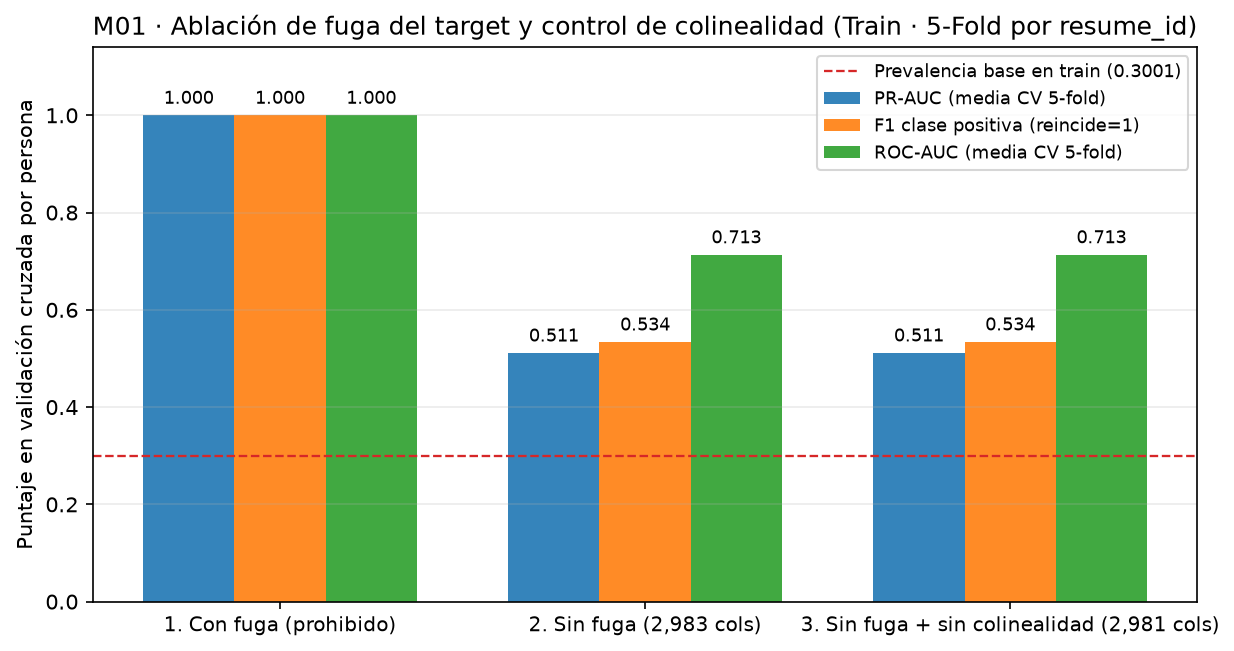 M01 · Ablación de fuga del target y control de colinealidad (Train · 5-Fold por resume_id)
Prevalencia base en train (0.3001)
PR-AUC (media CV 5-fold)
F1 clase positiva (reincide=1)
ROC-AUC (media CV 5-fold)
Puntaje en validación cruzada por persona
1.0
0.8
0.6
0.4
0.2
0.0
1.000 1.000 1.000
0.511 0.534 0.713
0.511 0.534 0.713
1. Con fuga (prohibido)
2. Sin fuga (2,983 cols)
3. Sin fuga + sin colinealidad (2,981 cols)